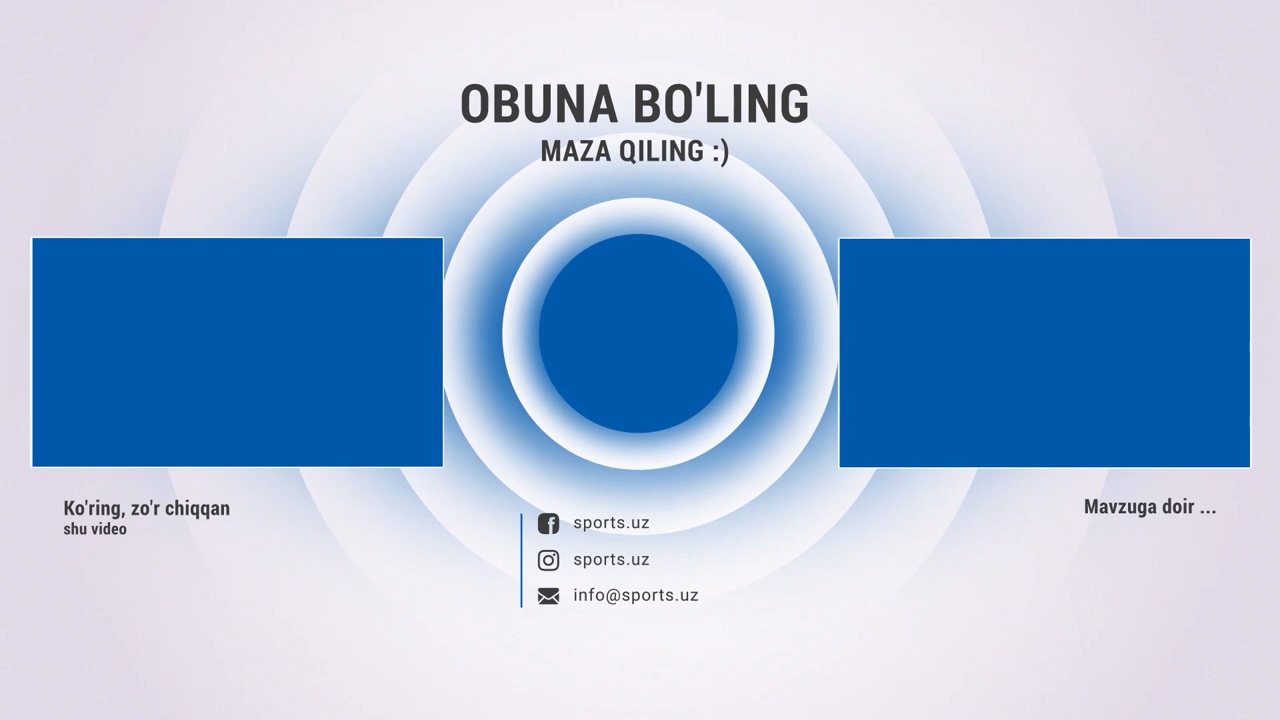 OBUNA BO'LING
MAZA QILING :)
Ko'ring, zo'r chiqqan
shu video
Mavzuga doir ...
sports.uz
sports.uz
info@sports.uz